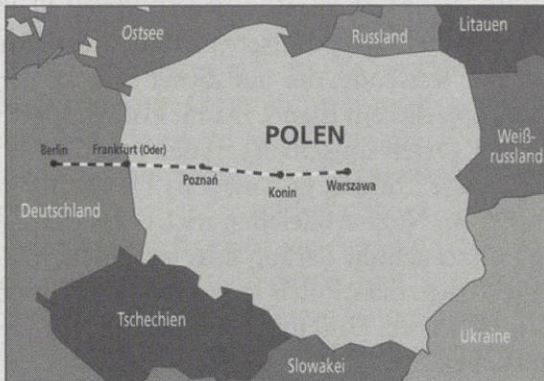 Ostsee
Russland
Litauen
POLEN
Weiß-
russland
Berlin
Frankfurt (Oder)
Poznań
Konin
Warszawa
Deutschland
Tschechien
Ukraine
Slowakei